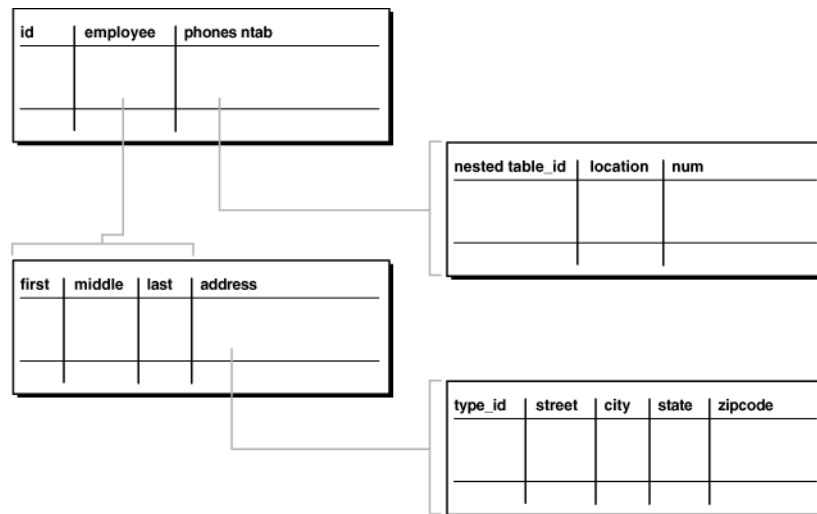 id employee phones ntab
nested table_id location num
first middle last address
type_id street city state zipcode